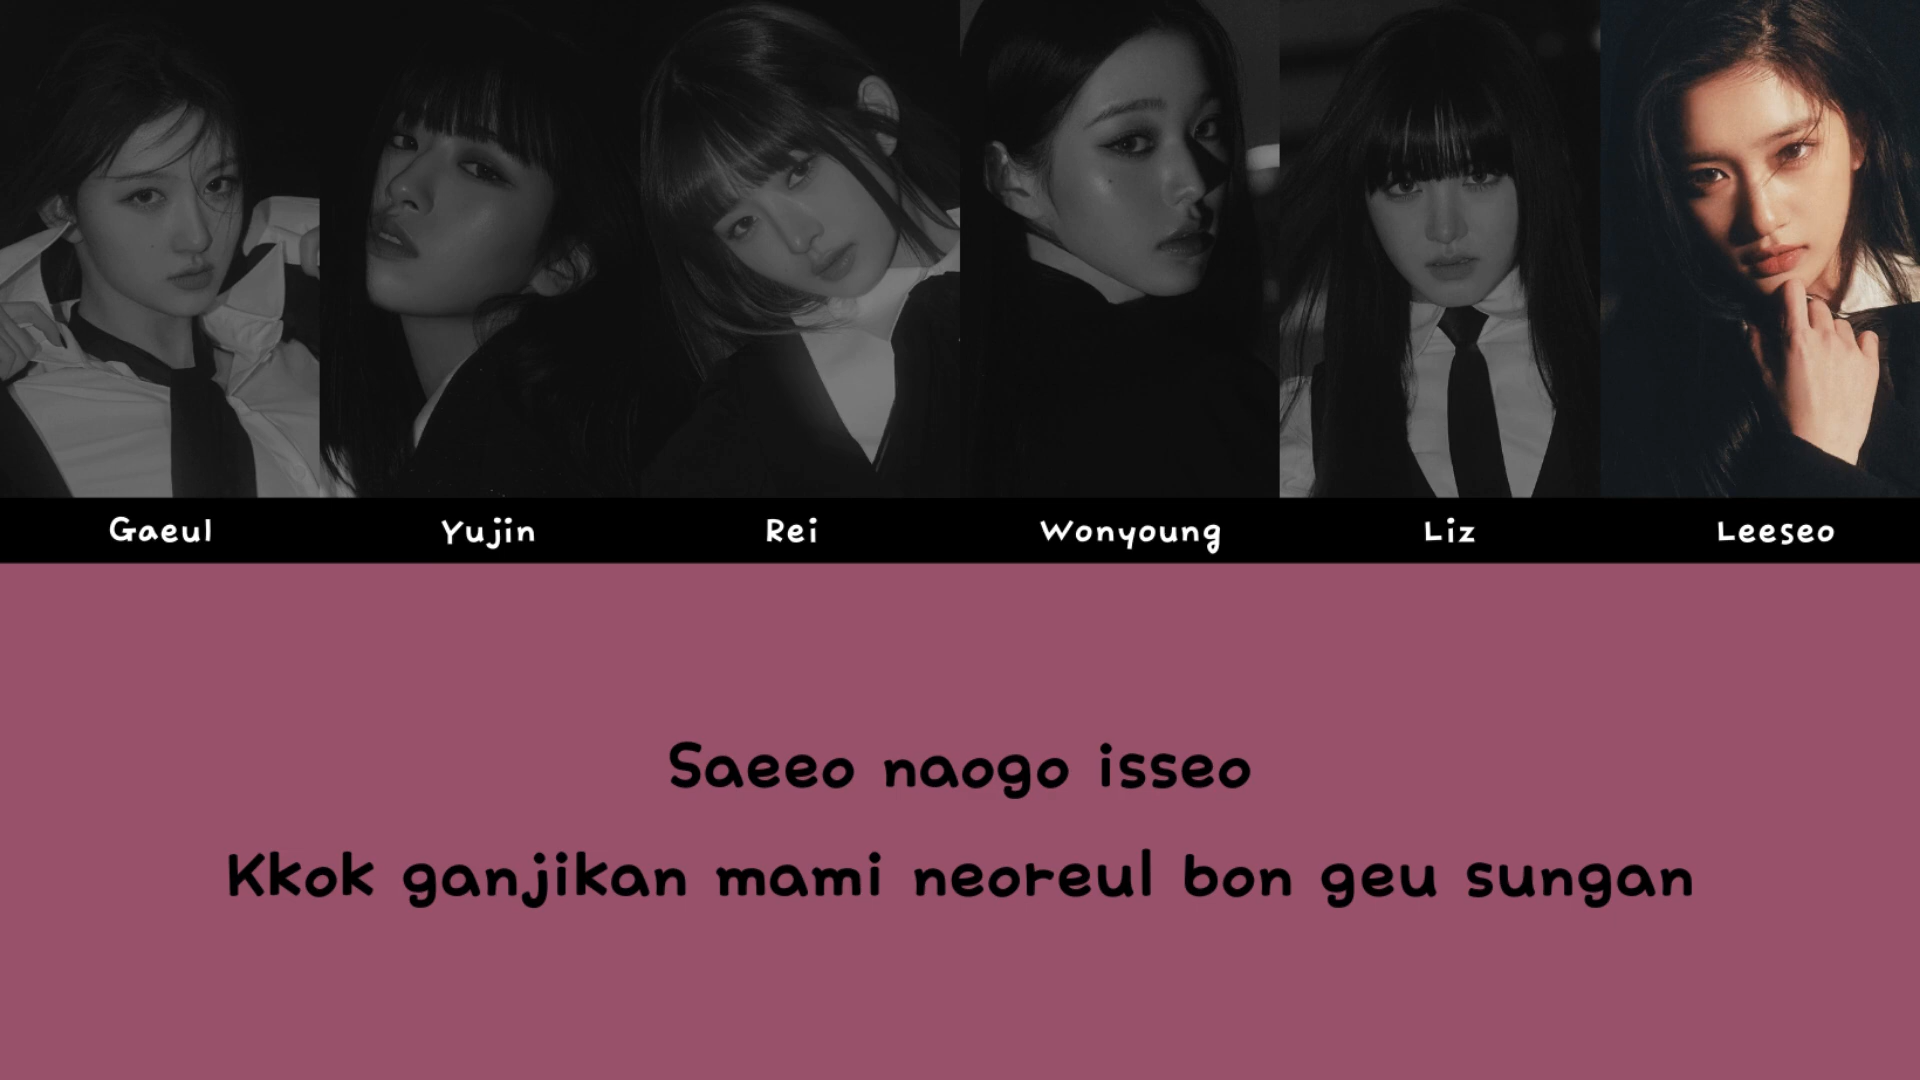 Gaeul Yujin Rei Wonyoung Liz Leeseo
Saeeo naogo isseo
Kkok ganjikan mami neoreul bon geu sungan